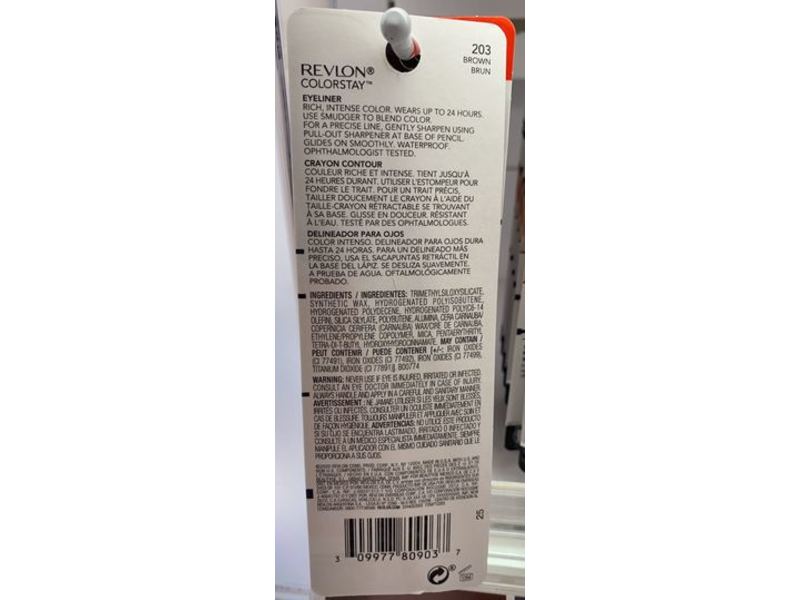 203
BROWN
BRUN
REVLON®
COLORSTAY™
EYELINER
RICH, INTENSE COLOR. WEARS UP TO 24 HOURS.
USE SMUDGER TO BLEND COLOR.
FOR A PRECISE LINE, GENTLY SHARPEN USING
PULL-OUT SHARPENER AT BASE OF PENCIL.
GLIDES ON SMOOTHLY. WATERPROOF.
OPHTHALMOLOGIST TESTED.
CRAYON CONTOUR
COULEUR RICHE ET INTENSE. TIENT JUSQU'À
24 HEURES DURANT. UTILISER L'ESTOMPEUR POUR
FONDRE LE TRAIT. POUR UN TRAIT PRÉCIS,
TAILLER DOUCEMENT LE CRAYON À L'AIDE DU
TAILLE-CRAYON RÉTRACTABLE SE TROUVANT
À SA BASE. GLISSE EN DOUCEUR. RÉSISTANT
À L'EAU. TESTÉ PAR DES OPHTALMOLOGUES.
DELINEADOR PARA OJOS
COLOR INTENSO. DELINEADOR PARA OJOS DURA
HASTA 24 HORAS. PARA UN DELINEADO MÁS
PRECISO, USA EL SACAPUNTAS RETRÁCTIL EN
LA BASE DEL LÁPIZ. SE DESLIZA SUAVEMENTE.
A PRUEBA DE AGUA. OFTALMOLÓGICAMENTE
PROBADO.
INGREDIENTS / INGREDIENTES: TRIMETHYLSILOXYSILICATE,
SYNTHETIC WAX, HYDROGENATED POLYISOBUTENE,
HYDROGENATED POLYDECENE, HYDROGENATED POLY(C6-14
OLEFIN), SILICA SILYLATE, POLYBUTENE, ALUMINA, CERA CARNAUBA/
COPERNICIA CERIFERA (CARNAUBA) WAX/CIRE DE CARNAUBA,
ETHYLENE/PROPYLENE COPOLYMER, MICA, PENTAERYTHRITYL
TETRA-DI-T-BUTYL HYDROXYHYDROCINNAMATE. MAY CONTAIN /
PEUT CONTENIR / PUEDE CONTENER [+/-: IRON OXIDES
(CI 77491), IRON OXIDES (CI 77492), IRON OXIDES (CI 77499),
TITANIUM DIOXIDE (CI 77891)]. 800774
WARNING: NEVER USE IF EYE IS INJURED, IRRITATED OR INFECTED.
CONSULT AN EYE DOCTOR IMMEDIATELY IN CASE OF INJURY.
ALWAYS HANDLE AND APPLY IN A CAREFUL AND SANITARY MANNER.
AVERTISSEMENT : NE JAMAIS UTILISER SI LES YEUX SONT BLESSÉS,
IRRITÉS OU INFECTÉS. CONSULTER UN OCULISTE IMMÉDIATEMENT EN
CAS DE BLESSURE. TOUJOURS MANIPULER ET APPLIQUER AVEC SOIN ET
DE FAÇON HYGIÉNIQUE. ADVERTENCIAS: NO UTILICE ESTE PRODUCTO
SI SU OJO SE ENCUENTRA LASTIMADO, IRRITADO O INFECTADO Y
CONSULTE A UN MÉDICO ESPECIALISTA IMMEDIATAMENTE. SIEMPRE
MANIPULE EL APLICADOR CON EL MISMO CUIDADO SANITARIO QUE LE
PROPORCIONA A SUS OJOS.
25
3 09977 80903 7